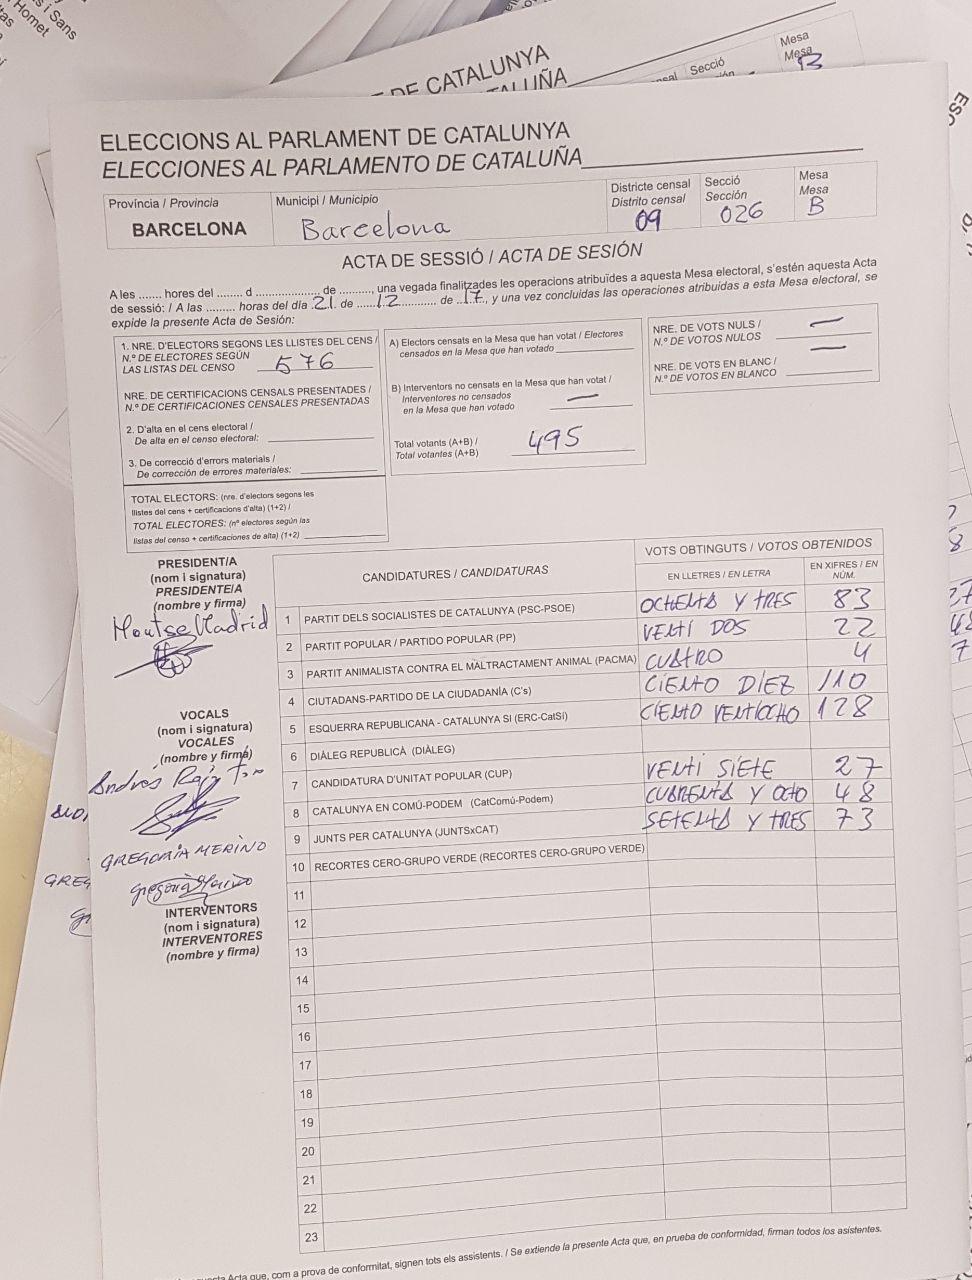 DE CATALUNYA
Secció
Mesa
Mesa
B
ELECCIONS AL PARLAMENT DE CATALUNYA
ELECCIONES AL PARLAMENTO DE CATALUÑA
Província / Provincia
BARCELONA
Municipi / Municipio
Barcelona
Districte censal
Distrito censal
09
Secció
Sección
026
Mesa
Mesa
B
ACTA DE SESSIÓ / ACTA DE SESIÓN
A les ....... hores del ........ d .................... de .........., una vegada finalitzades les operacions atribuïdes a aquesta Mesa electoral, s'estén aquesta Acta
de sessió: / A las ......... horas del día 21 de 12 de 17, y una vez concluidas las operaciones atribuidas a esta Mesa electoral, se
expide la presente Acta de Sesión:
1. NRE. D'ELECTORS SEGONS LES LLISTES DEL CENS /
N.º DE ELECTORES SEGÚN
LAS LISTAS DEL CENSO 576
NRE. DE CERTIFICACIONS CENSALS PRESENTADES /
N.º DE CERTIFICACIONES CENSALES PRESENTADAS
2. D'alta en el cens electoral /
De alta en el censo electoral:
3. De correcció d'errors materials /
De corrección de errores materiales:
TOTAL ELECTORS: (nre. d'electors segons les
llistes del cens + certificacions d'alta) (1+2) /
TOTAL ELECTORES: (nº electores según las
listas del censo + certificaciones de alta) (1+2)
A) Electors censats en la Mesa que han votat / Electores
censados en la Mesa que han votado
B) Interventors no censats en la Mesa que han votat /
Interventores no censados
en la Mesa que han votado —
Total votants (A+B) /
Total votantes (A+B) 495
NRE. DE VOTS NULS /
N.º DE VOTOS NULOS —
NRE. DE VOTS EN BLANC /
N.º DE VOTOS EN BLANCO —
PRESIDENT/A
(nom i signatura)
PRESIDENTE/A
(nombre y firma)
Montse Madrid
VOCALS
(nom i signatura)
VOCALES
(nombre y firma)
GREGORIA MERINO
Gregoria Merino
INTERVENTORS
(nom i signatura)
INTERVENTORES
(nombre y firma)
CANDIDATURES / CANDIDATURAS
VOTS OBTINGUTS / VOTOS OBTENIDOS
EN LLETRES / EN LETRA
EN XIFRES / EN
NÚM.
1 PARTIT DELS SOCIALISTES DE CATALUNYA (PSC-PSOE) OCHENTA Y TRES 83
2 PARTIT POPULAR / PARTIDO POPULAR (PP) VENTI DOS 22
3 PARTIT ANIMALISTA CONTRA EL MALTRACTAMENT ANIMAL (PACMA) CUATRO 4
4 CIUTADANS-PARTIDO DE LA CIUDADANÍA (C's) CIENTO DIEZ 110
5 ESQUERRA REPUBLICANA - CATALUNYA SÍ (ERC-CatSí) CIENTO VENTIOCHO 128
6 DIÀLEG REPUBLICÀ (DIÀLEG)
7 CANDIDATURA D'UNITAT POPULAR (CUP) VENTI SIETE 27
8 CATALUNYA EN COMÚ-PODEM (CatComú-Podem) CUARENTA Y OCTO 48
9 JUNTS PER CATALUNYA (JUNTSxCAT) SETENTA Y TRES 73
10 RECORTES CERO-GRUPO VERDE (RECORTES CERO-GRUPO VERDE)
11
12
13
14
15
16
17
18
19
20
21
22
23
Acta que, com a prova de conformitat, signen tots els assistents. / Se extiende la presente Acta que, en prueba de conformidad, firman todos los asistentes.